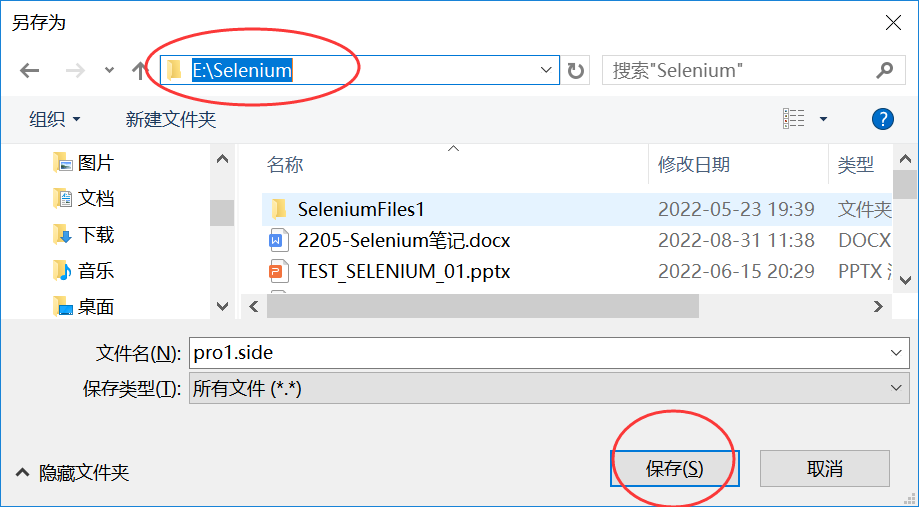 另存为
E:\Selenium
搜索"Selenium"
组织
新建文件夹
?
图片
文档
下载
音乐
桌面
名称
修改日期
类型
SeleniumFiles1
2022-05-23 19:39
文件夹
W
2205-Selenium笔记.docx
2022-08-31 11:38
DOCX
P
TEST_SELENIUM_01.pptx
2022-06-15 20:29
PPTX
文件名(N):
pro1.side
保存类型(T):
所有文件 (*.*)
隐藏文件夹
保存(S)
取消